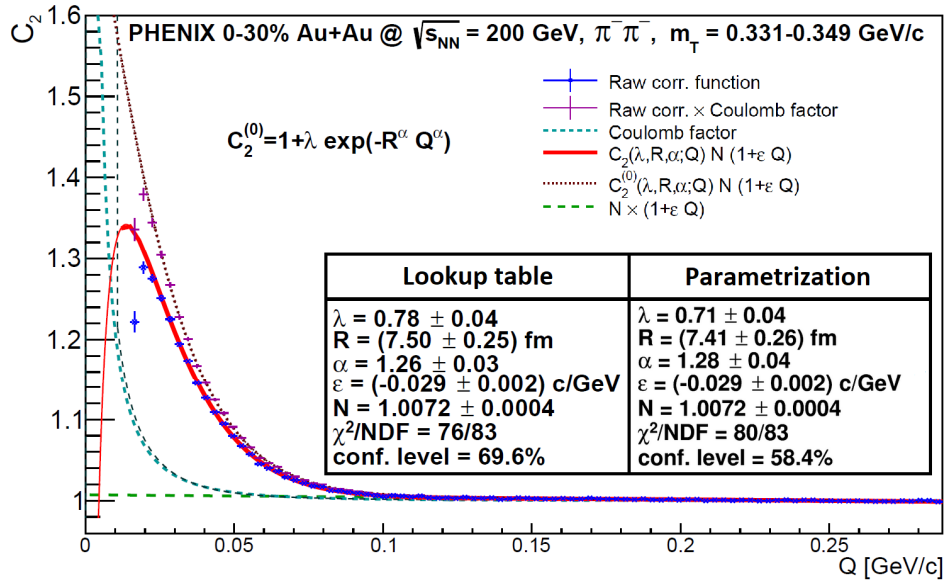 C₂
PHENIX 0-30% Au+Au @ √sNN = 200 GeV, π⁻π⁻, mT = 0.331-0.349 GeV/c
Raw corr. function
Raw corr. × Coulomb factor
Coulomb factor
C₂(λ,R,α;Q) N (1+ε Q)
C₂⁽⁰⁾(λ,R,α;Q) N (1+ε Q)
N × (1+ε Q)
C₂⁽⁰⁾=1+λ exp(-Rᵅ Qᵅ)
1.6
1.5
1.4
1.3
1.2
1.1
1
Lookup table
λ = 0.78 ± 0.04
R = (7.50 ± 0.25) fm
α = 1.26 ± 0.03
ε = (-0.029 ± 0.002) c/GeV
N = 1.0072 ± 0.0004
χ²/NDF = 76/83
conf. level = 69.6%
Parametrization
λ = 0.71 ± 0.04
R = (7.41 ± 0.26) fm
α = 1.28 ± 0.04
ε = (-0.029 ± 0.002) c/GeV
N = 1.0072 ± 0.0004
χ²/NDF = 80/83
conf. level = 58.4%
0 0.05 0.1 0.15 0.2 0.25
Q [GeV/c]